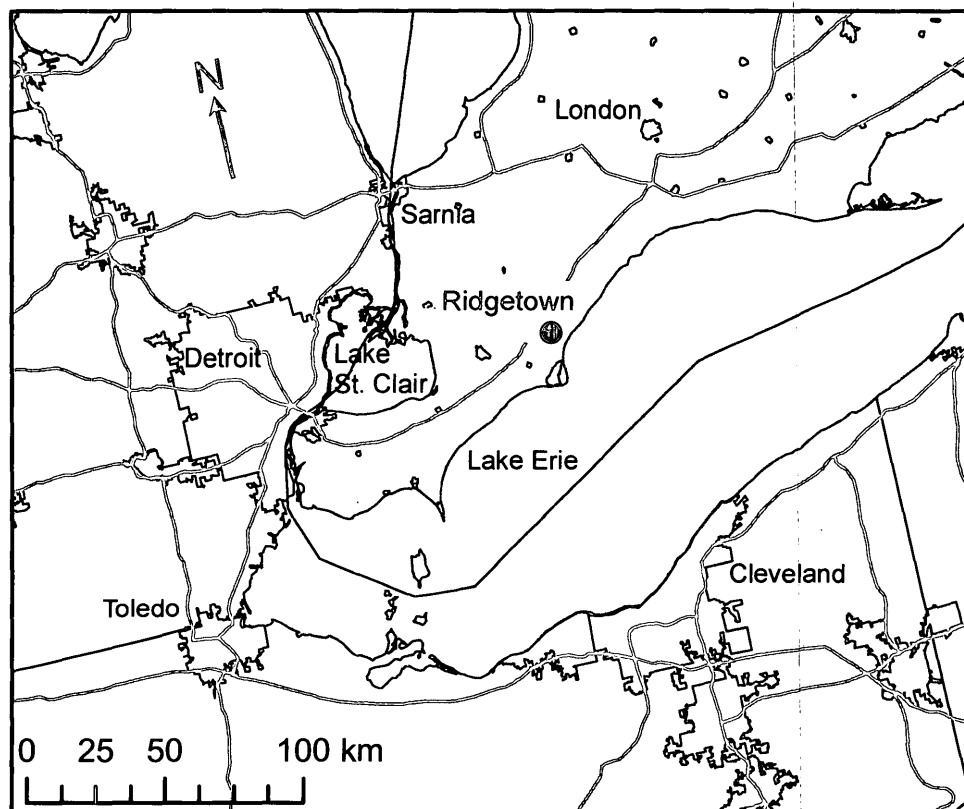 N
London
Sarnia
Ridgetown
Detroit
Lake
St. Clair
Lake Erie
Cleveland
Toledo
0 25 50 100 km